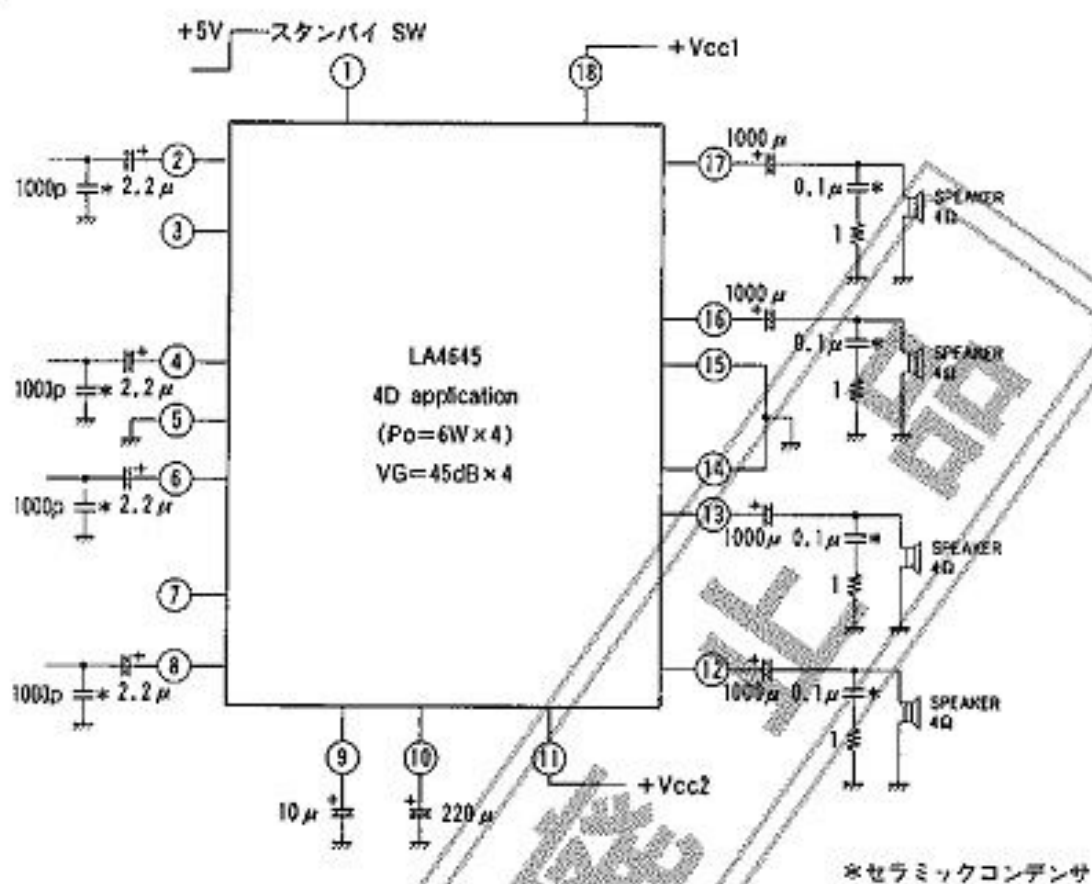 +5V スタンバイ SW
+Vcc1
1
18
1000μ
2
2.2μ
1000p
*
17
0.1μ
*
1
SPEAKER
4Ω
3
1000μ
16
0.1μ
*
1
SPEAKER
4Ω
15
4
2.2μ
1000p
*
LA4645
4D application
(Po=6W×4)
VG=45dB×4
5
14
6
2.2μ
1000p
*
13
1000μ
0.1μ
*
1
SPEAKER
4Ω
7
8
2.2μ
1000p
*
12
1000μ
0.1μ
*
1
SPEAKER
4Ω
9
10
11
10μ
220μ
+Vcc2
*セラミックコンデンサ
品
止